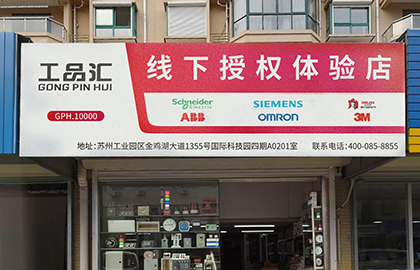 工品汇
GONG PIN HUI
GPH.10000
线下授权体验店
Schneider Electric
SIEMENS
ABB
OMRON
3M
地址:苏州工业园区金鸡湖大道1355号国际科技园四期A0201室 联系电话:400-085-8855